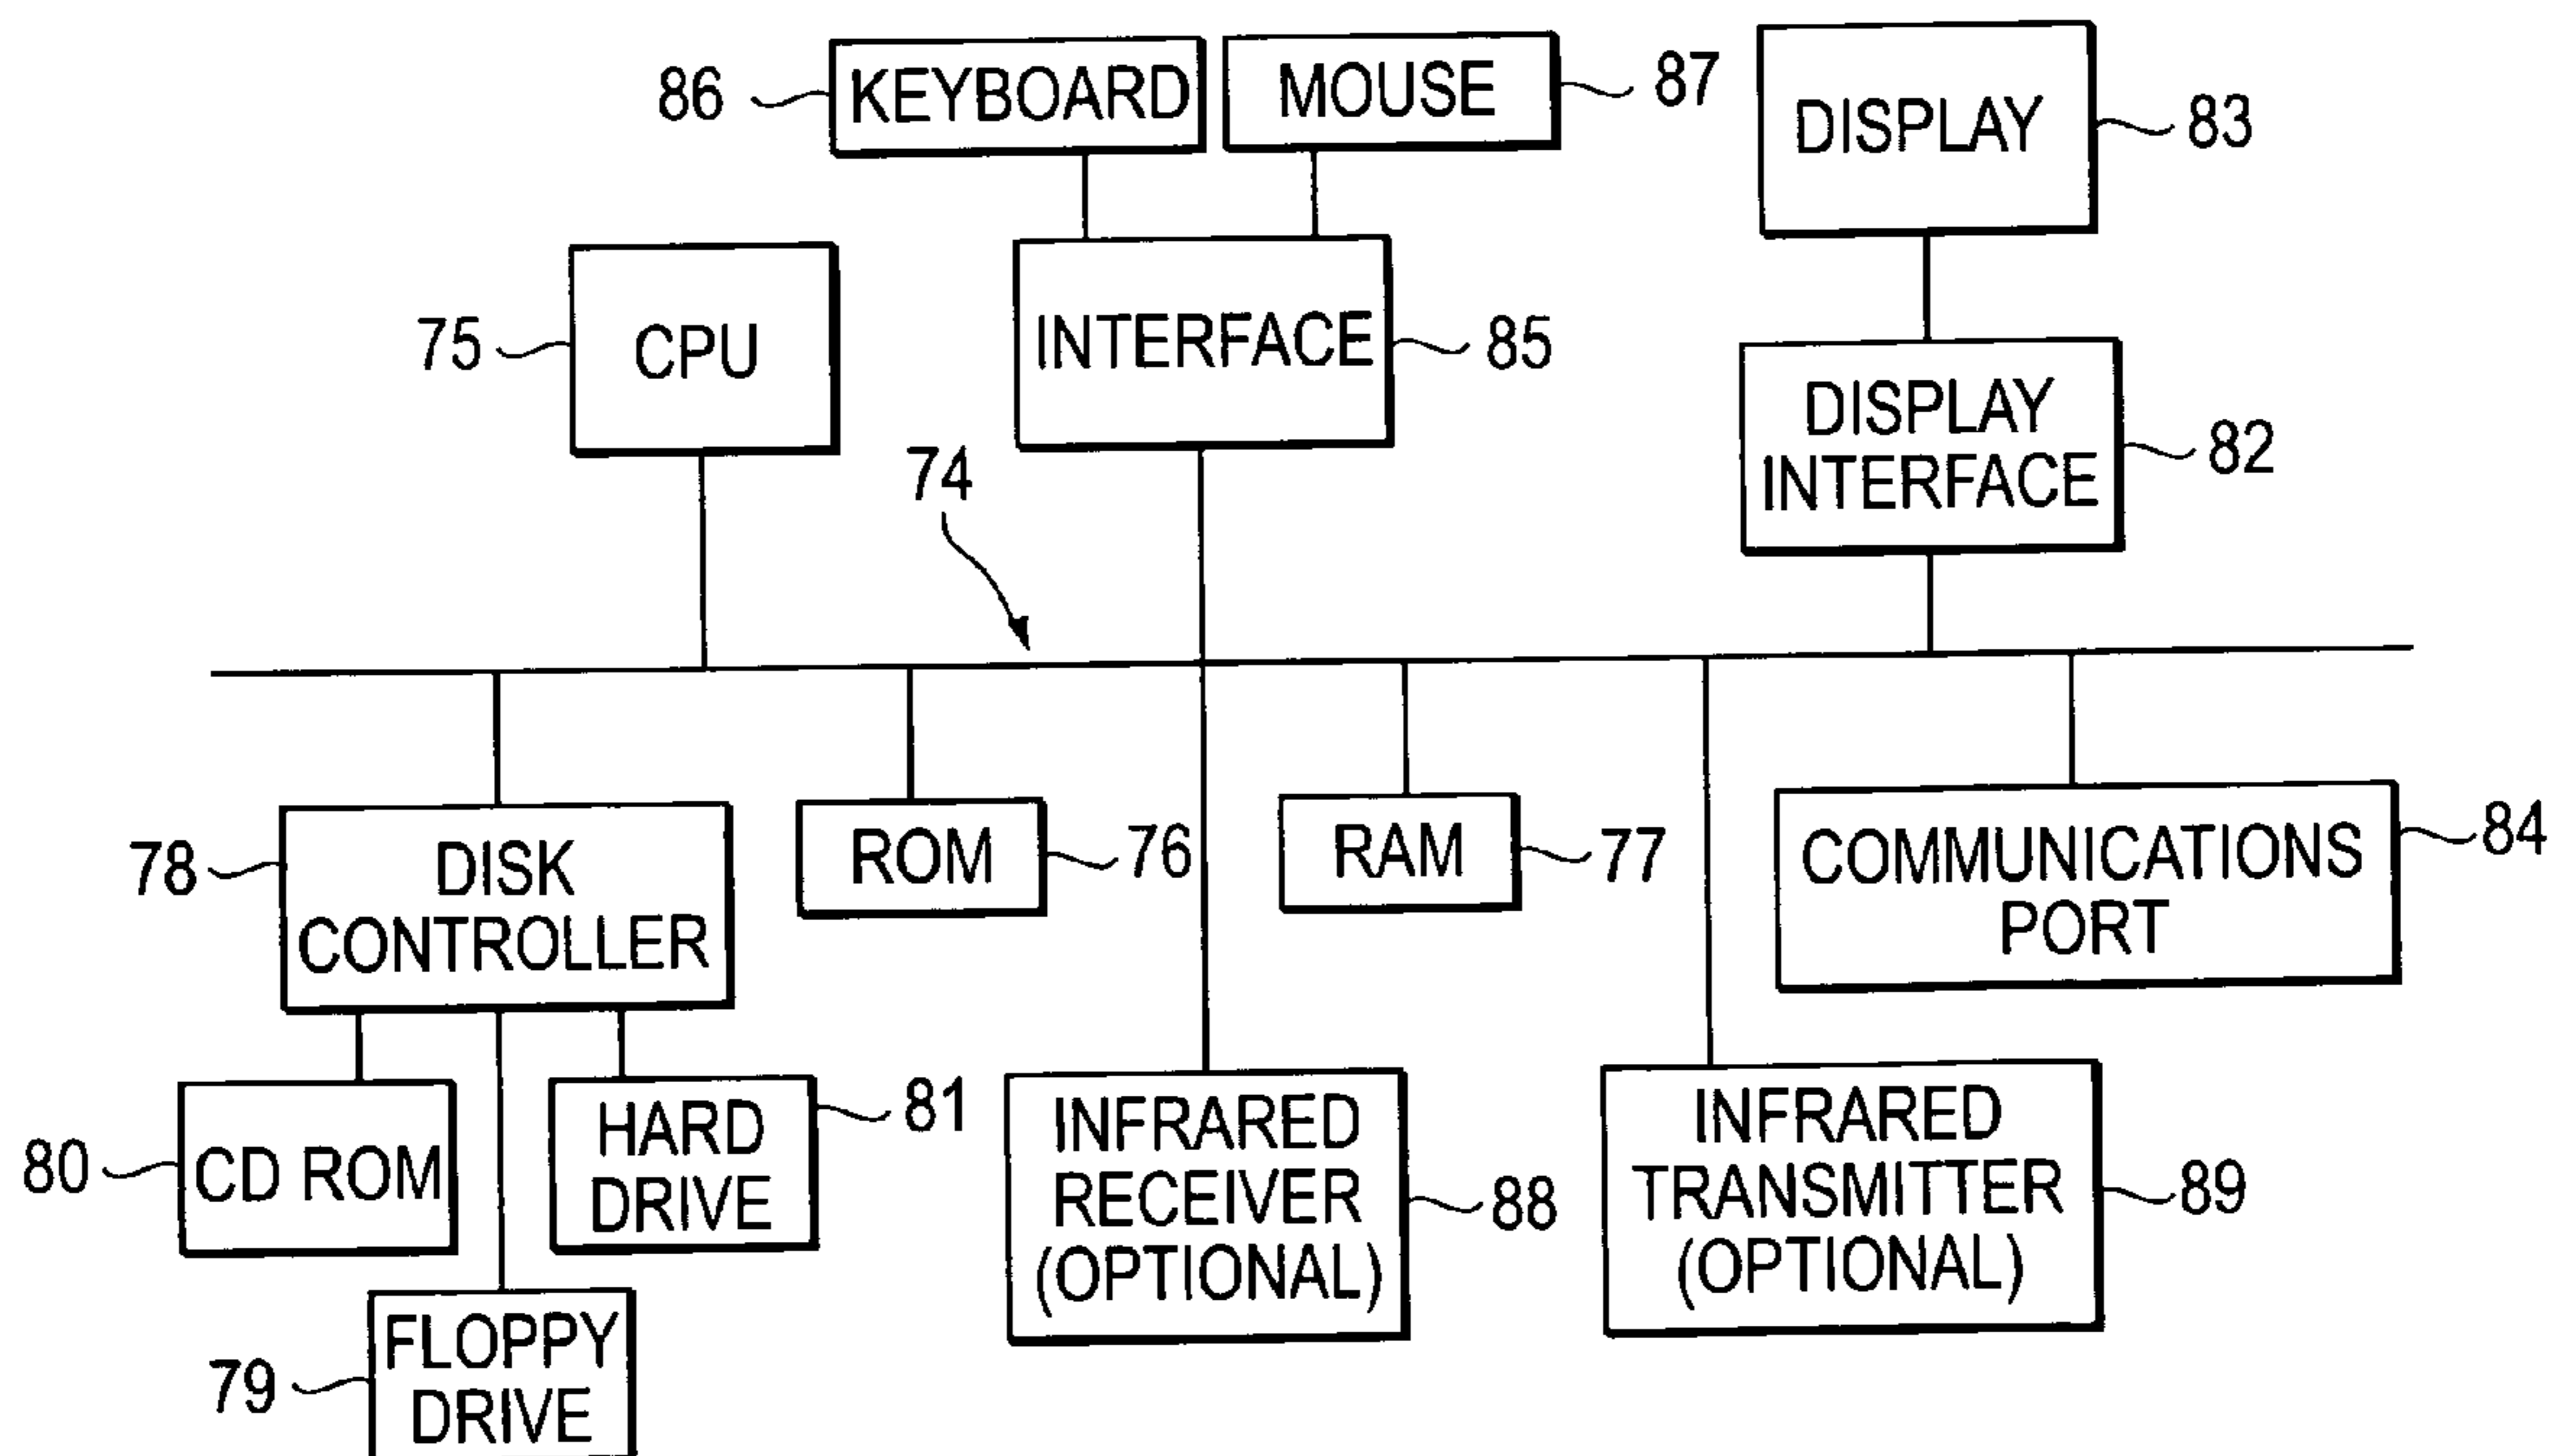 86
KEYBOARD
MOUSE
87
DISPLAY
83
75
CPU
INTERFACE
85
DISPLAY
INTERFACE
82
74
78
DISK
CONTROLLER
ROM
76
RAM
77
COMMUNICATIONS
PORT
84
80
CD ROM
HARD
DRIVE
81
INFRARED
RECEIVER
(OPTIONAL)
88
INFRARED
TRANSMITTER
(OPTIONAL)
89
79
FLOPPY
DRIVE